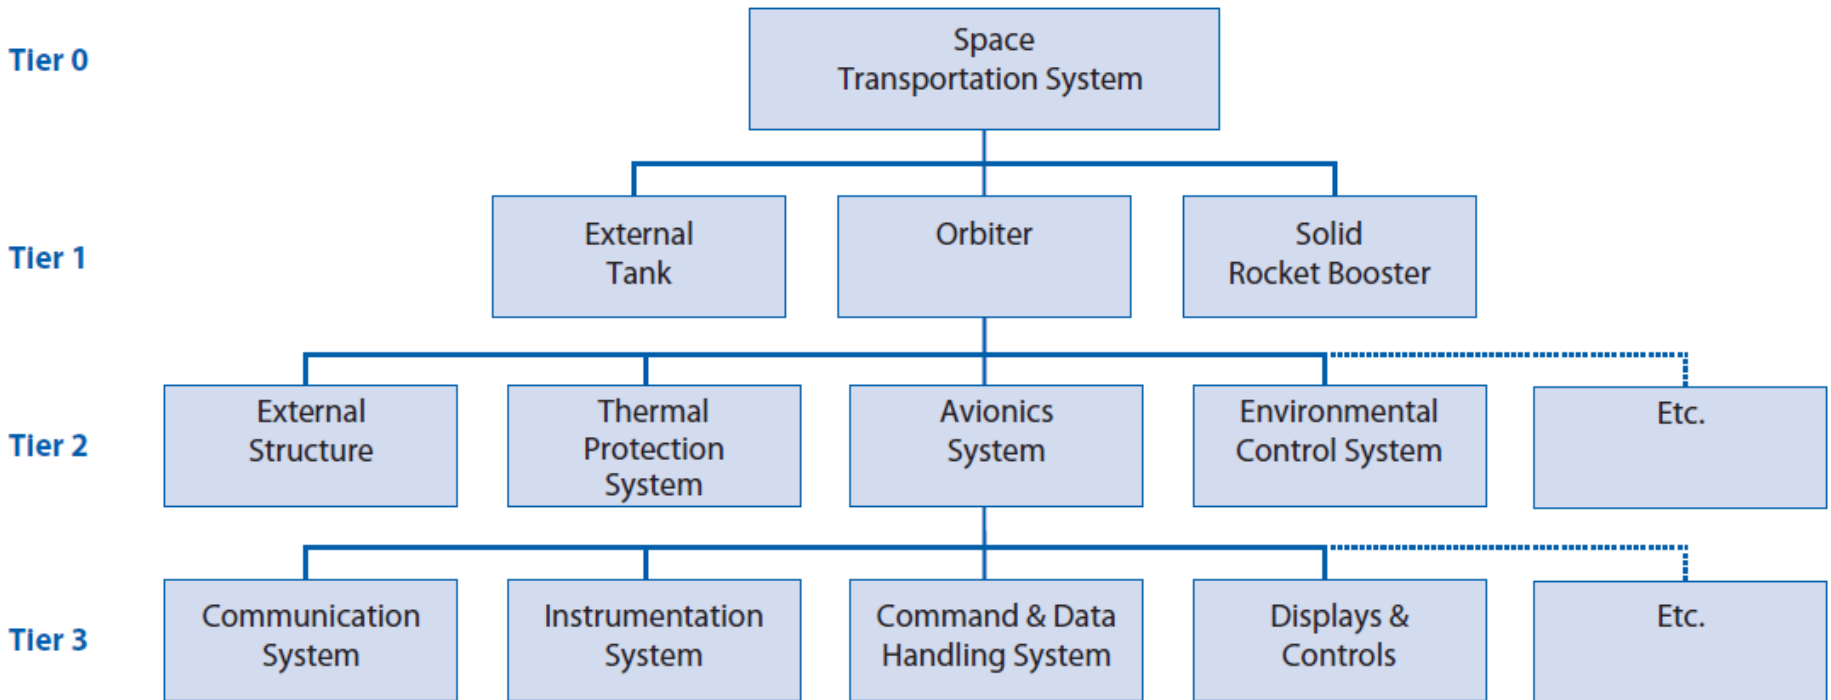 Tier 0
Space
Transportation System
Tier 1
External
Tank
Orbiter
Solid
Rocket Booster
Tier 2
External
Structure
Thermal
Protection
System
Avionics
System
Environmental
Control System
Etc.
Tier 3
Communication
System
Instrumentation
System
Command & Data
Handling System
Displays &
Controls
Etc.